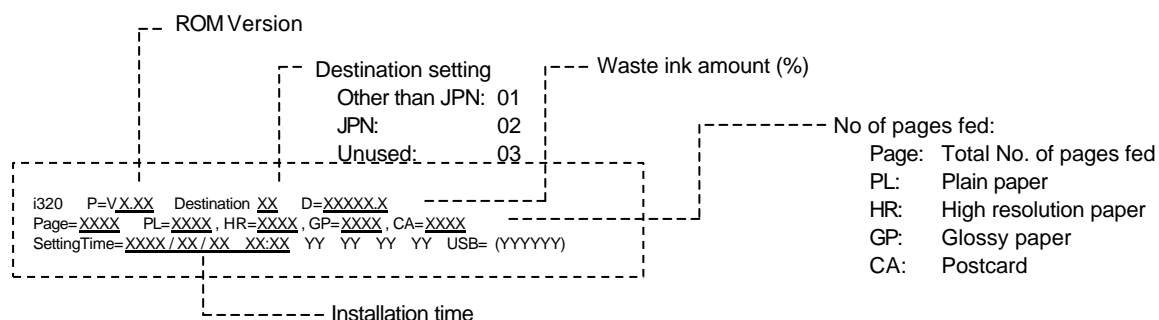 ROM Version
Destination setting
Other than JPN: 01
JPN: 02
Unused: 03
Waste ink amount (%)
No of pages fed:
Page: Total No. of pages fed
PL: Plain paper
HR: High resolution paper
GP: Glossy paper
CA: Postcard
i320 P=VX.XX Destination XX D=XXXXX.X
Page=XXXX PL=XXXX , HR=XXXX , GP=XXXX , CA=XXXX
SettingTime=XXXX / XX / XX XX:XX YY YY YY YY USB= (YYYYYY)
Installation time